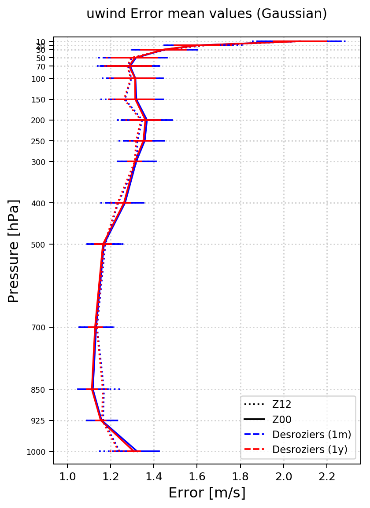 uwind Error mean values (Gaussian)
10
50
70
100
150
200
250
300
400
500
700
850
925
1000
Pressure [hPa]
Z12
Z00
Desroziers (1m)
Desroziers (1y)
1.0 1.2 1.4 1.6 1.8 2.0 2.2
Error [m/s]